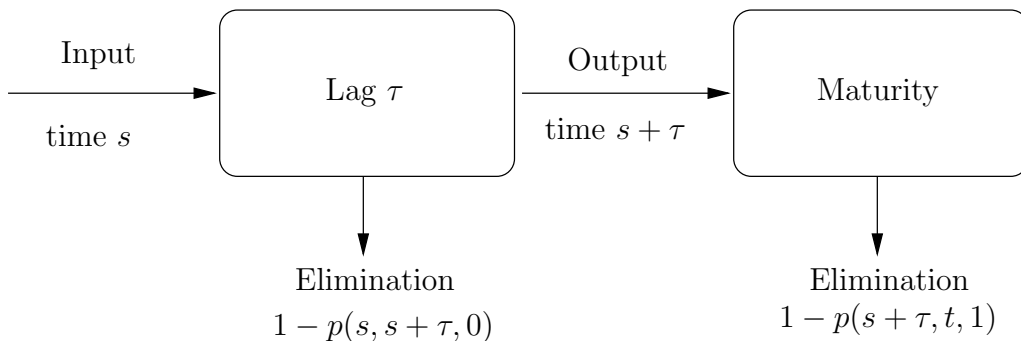 Input
time s
Lag τ
Output
time s + τ
Maturity
Elimination
1 − p(s, s + τ, 0)
Elimination
1 − p(s + τ, t, 1)